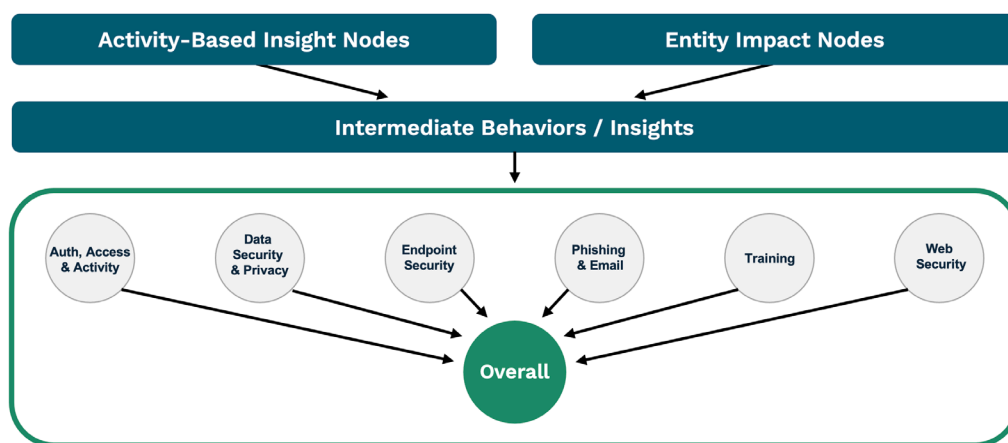 Activity-Based Insight Nodes
Entity Impact Nodes
Intermediate Behaviors / Insights
Auth, Access
& Activity
Data
Security
& Privacy
Endpoint
Security
Phishing
& Email
Training
Web
Security
Overall